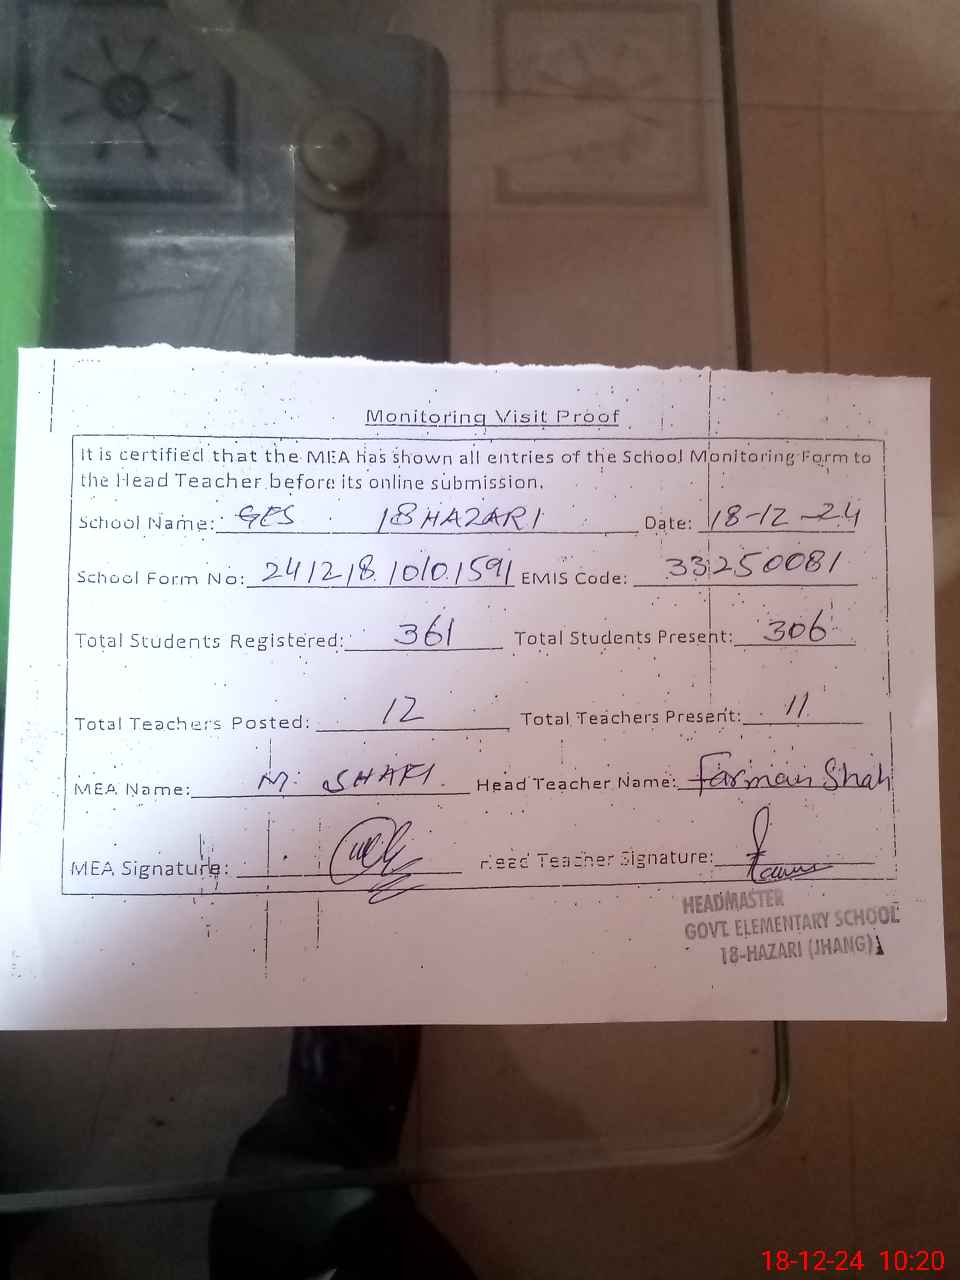 Monitoring Visit Proof
It is certified that the MEA has shown all entries of the School Monitoring Form to
the Head Teacher before its online submission.
School Name: GES 18 HAZARI Date: 18-12-24
School Form No: 241218.1010.1591 EMIS Code: 33250081
Total Students Registered: 361 Total Students Present: 306
Total Teachers Posted: 12 Total Teachers Present: 11
MEA Name: M. SHAFI. Head Teacher Name: Farman Shah
MEA Signature: Head Teacher Signature:
HEADMASTER
GOVT. ELEMENTARY SCHOOL
18-HAZARI (JHANG)
18-12-24 10:20